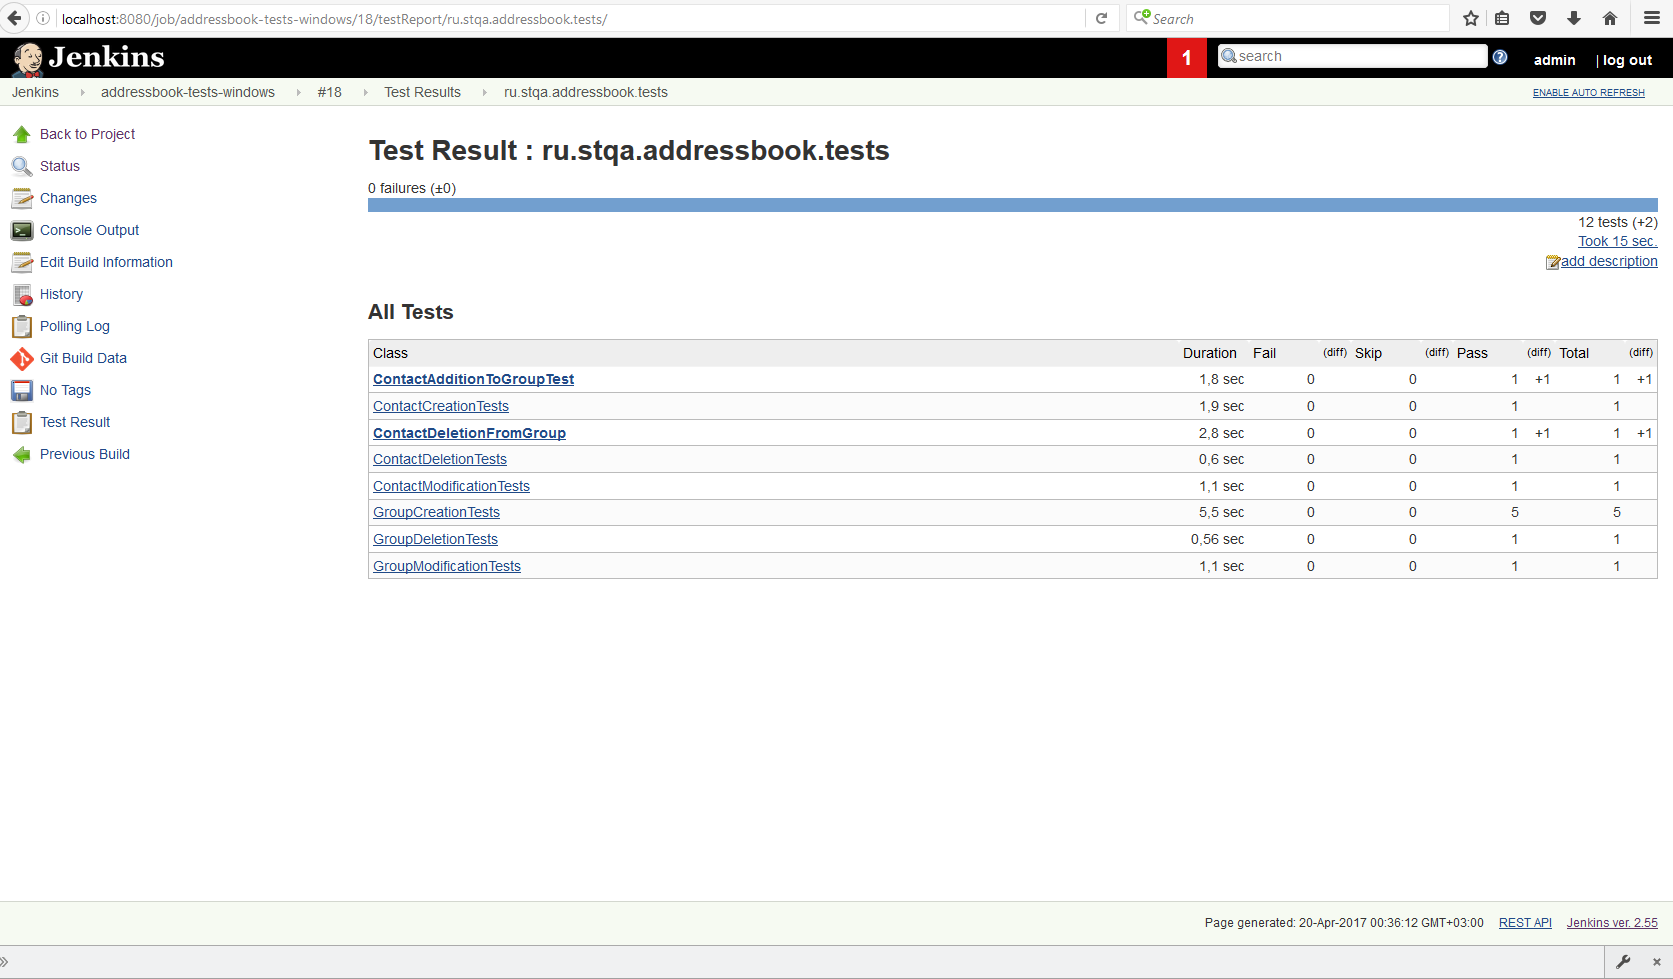 localhost:8080/job/addressbook-tests-windows/18/testReport/ru.stqa.addressbook.tests/
Search
Jenkins
1
search
admin
| log out
Jenkins addressbook-tests-windows #18 Test Results ru.stqa.addressbook.tests
ENABLE AUTO REFRESH
Back to Project
Status
Changes
Console Output
Edit Build Information
History
Polling Log
Git Build Data
No Tags
Test Result
Previous Build
Test Result : ru.stqa.addressbook.tests
0 failures (±0)
12 tests (+2)
Took 15 sec.
add description
All Tests
Class Duration Fail (diff) Skip (diff) Pass (diff) Total (diff)
ContactAdditionToGroupTest 1,8 sec 0 0 1 +1 1 +1
ContactCreationTests 1,9 sec 0 0 1 1
ContactDeletionFromGroup 2,8 sec 0 0 1 +1 1 +1
ContactDeletionTests 0,6 sec 0 0 1 1
ContactModificationTests 1,1 sec 0 0 1 1
GroupCreationTests 5,5 sec 0 0 5 5
GroupDeletionTests 0,56 sec 0 0 1 1
GroupModificationTests 1,1 sec 0 0 1 1
Page generated: 20-Apr-2017 00:36:12 GMT+03:00 REST API Jenkins ver. 2.55